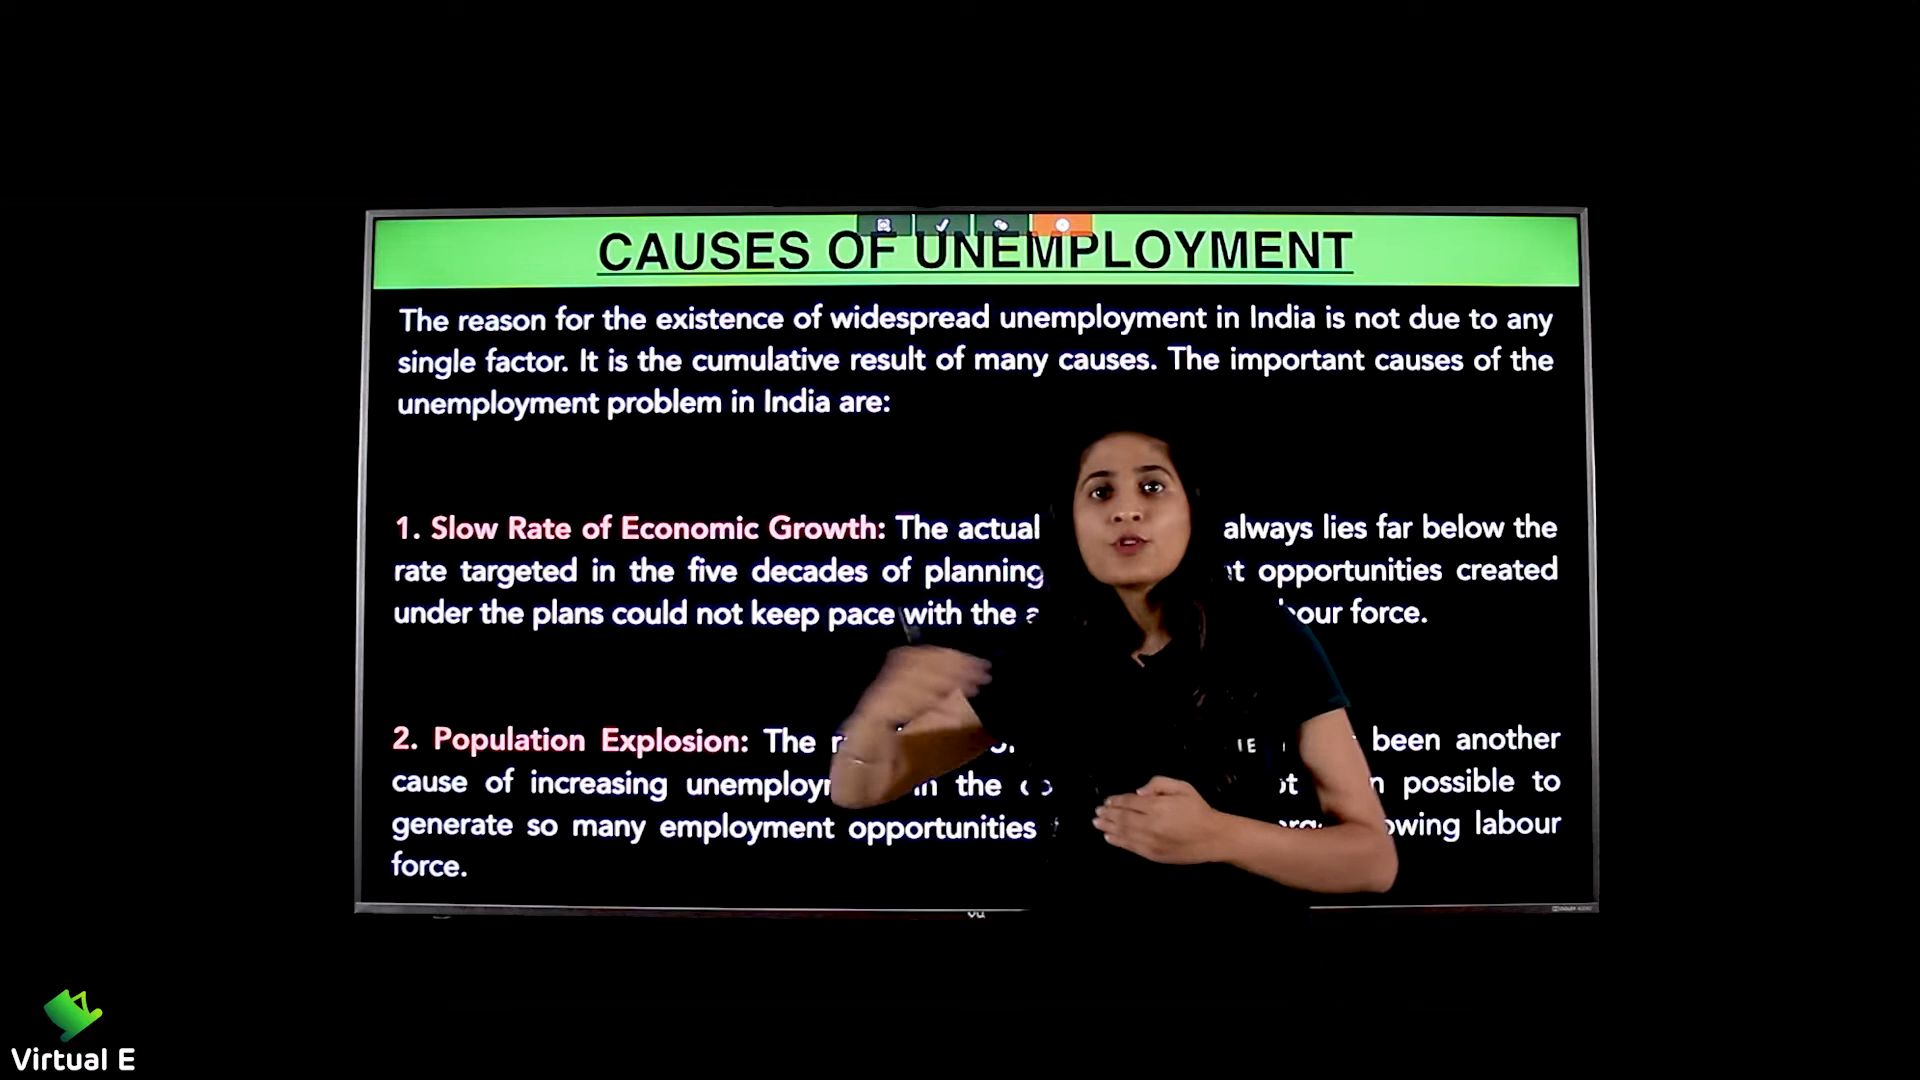 CAUSES OF UNEMPLOYMENT
The reason for the existence of widespread unemployment in India is not due to any
single factor. It is the cumulative result of many causes. The important causes of the
unemployment problem in India are:
1. Slow Rate of Economic Growth: The actual always lies far below the
rate targeted in the five decades of planning opportunities created
under the plans could not keep pace with the force.
2. Population Explosion: The been another
cause of increasing in the possible to
generate so many employment opportunities labour
force.
vu
Virtual E